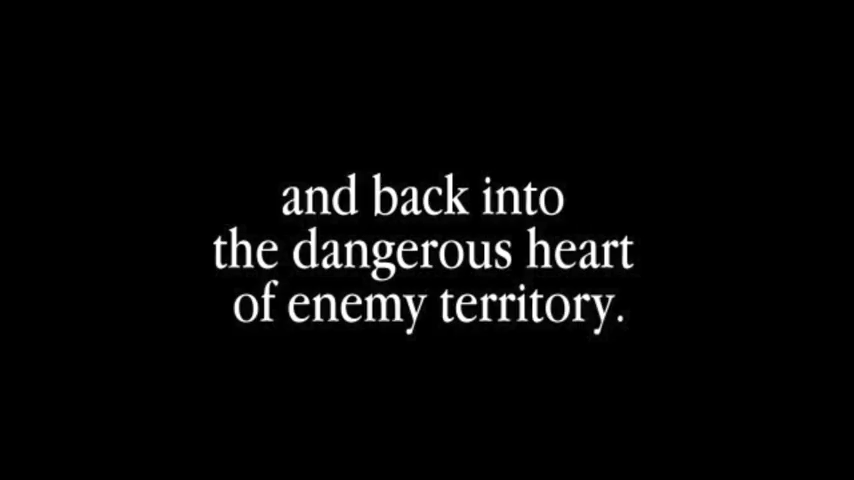 and back into
the dangerous heart
of enemy territory.